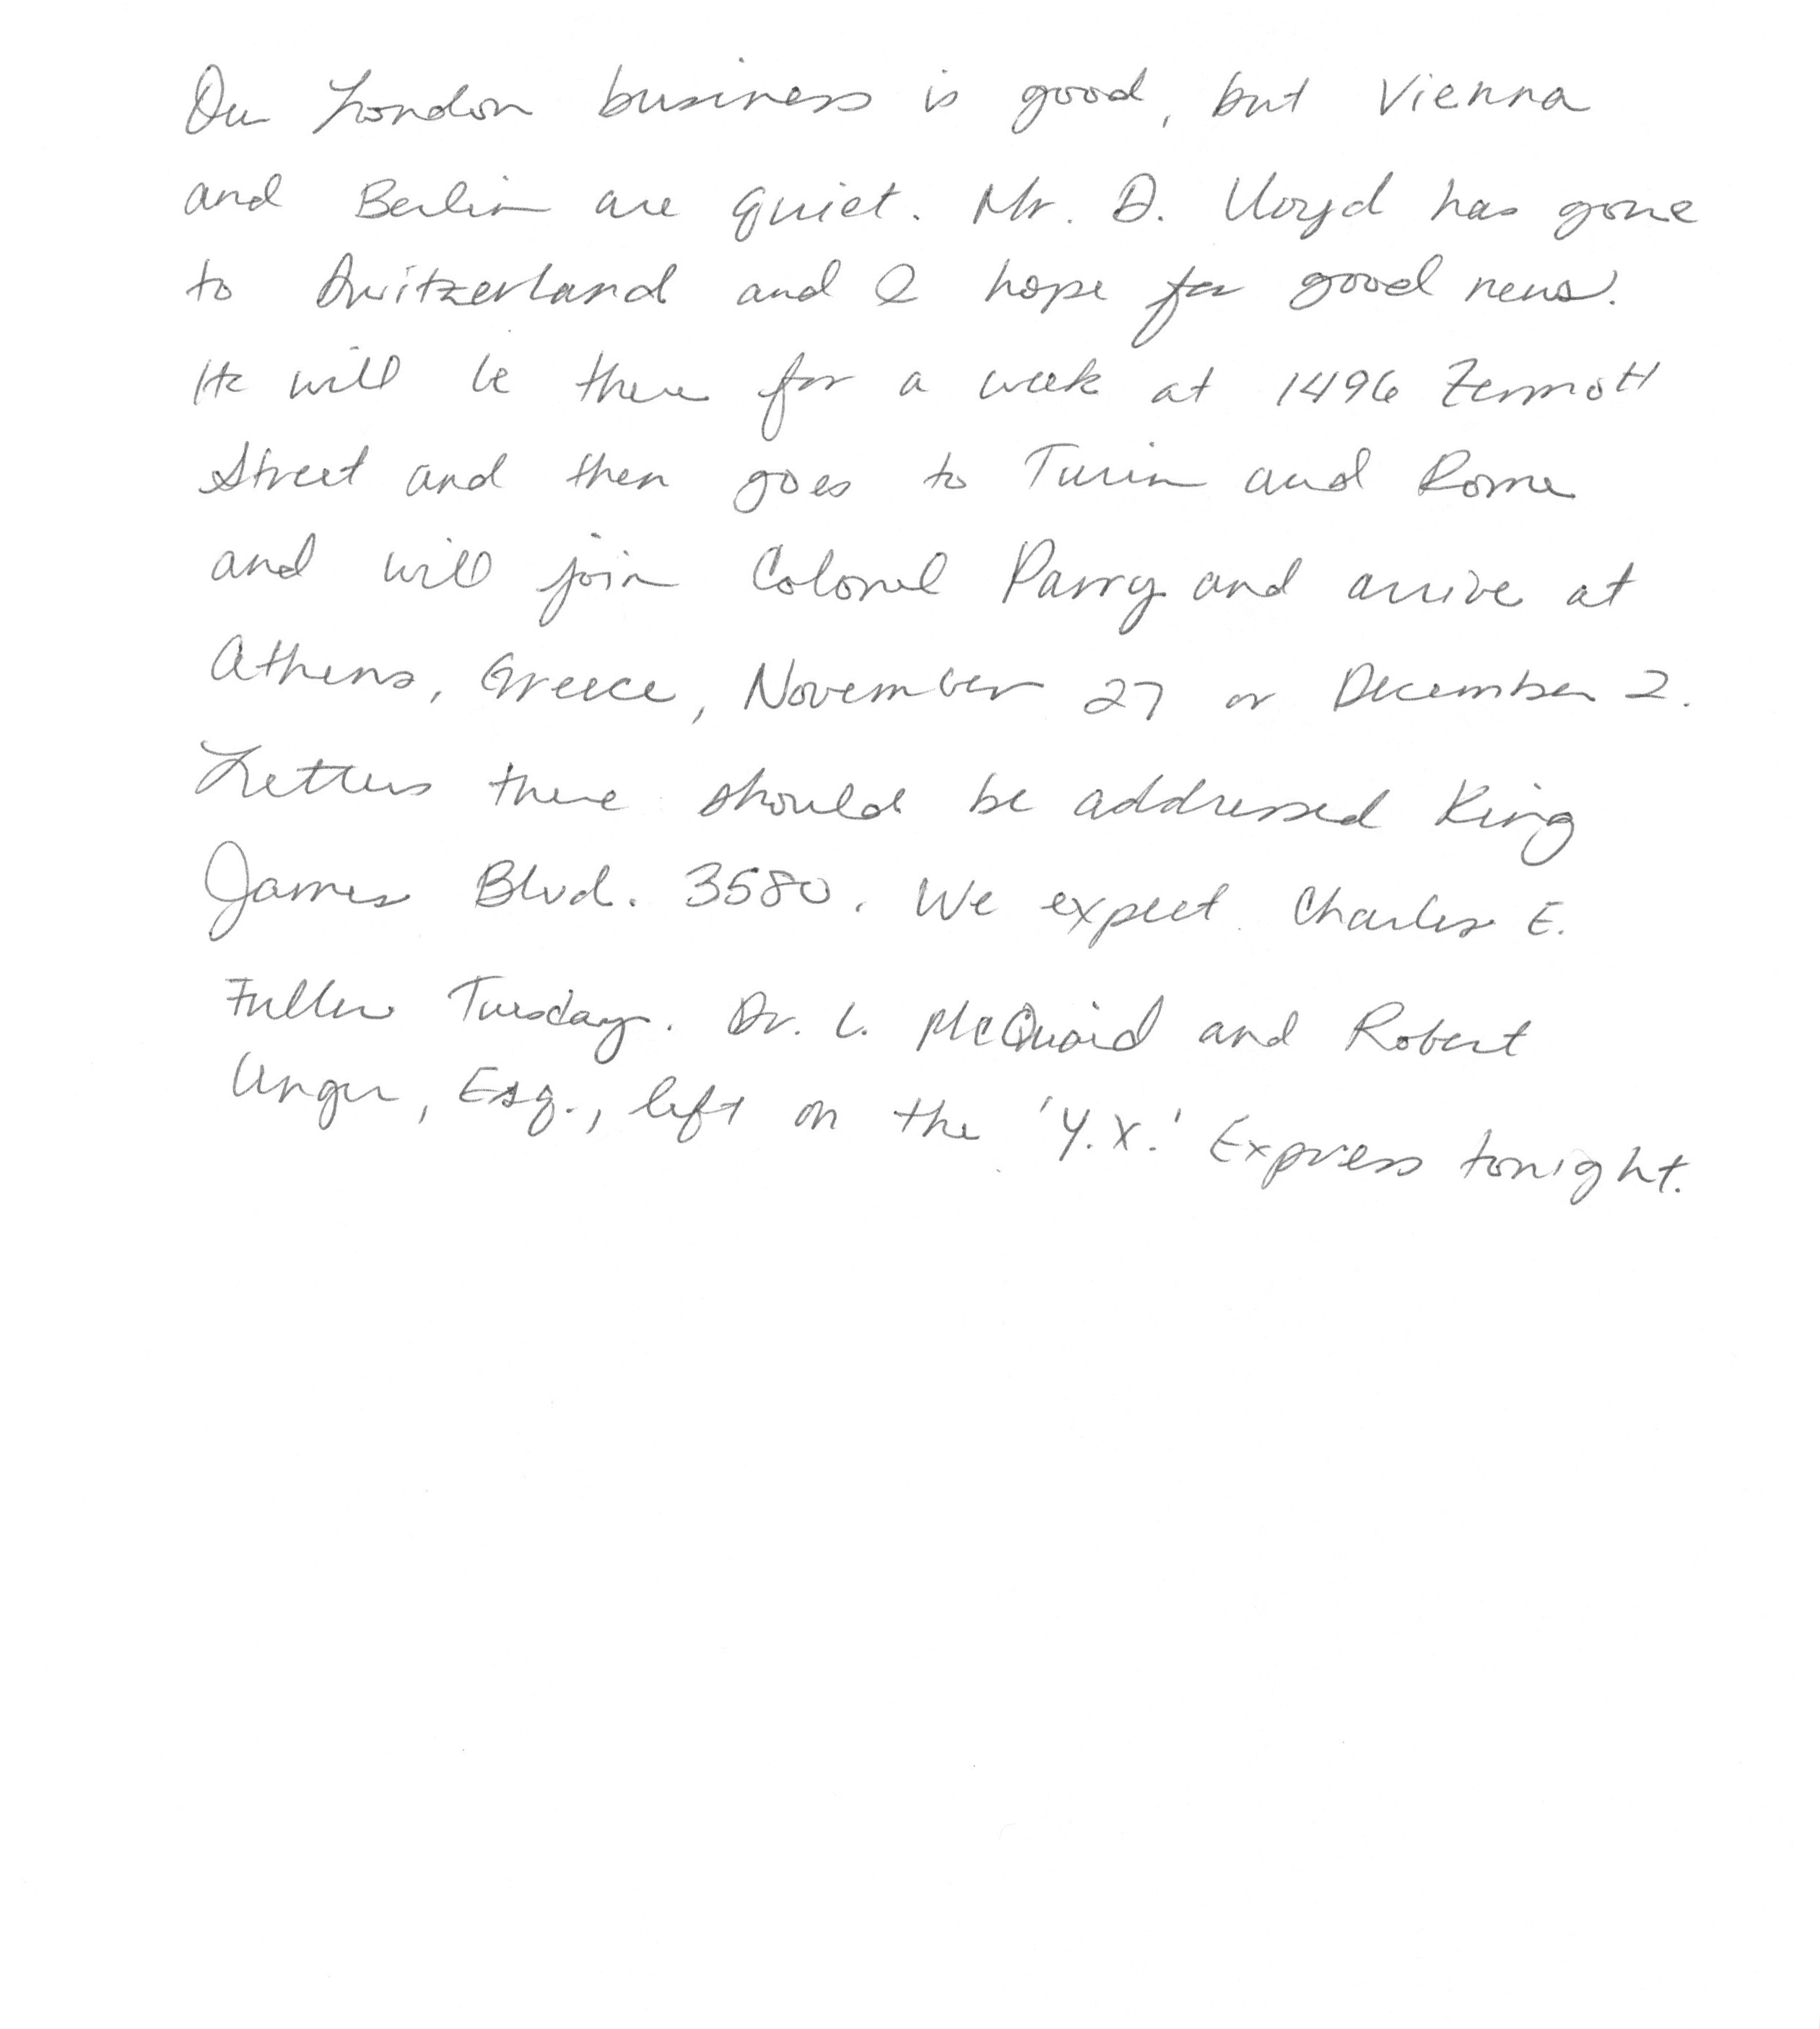 Our London business is good, but Vienna
and Berlin are quiet. Mr. D. Lloyd has gone
to Switzerland and I hope for good news.
He will be there for a week at 1496 Zermott
Street and then goes to Turin and Rome
and will join Colonel Parry and arrive at
Athens, Greece, November 27 or December 2.
Letters there should be addressed King
James Blvd. 3580. We expect Charles E.
Fuller Tuesday. Dr. L. McQuaid and Robert
Unger, Esq., left on the 'Y.X.' Express tonight.